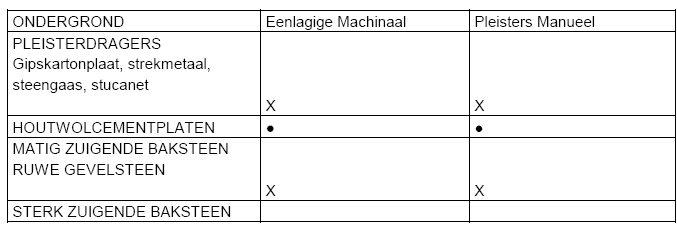 ONDERGROND Eenlagige Machinaal Pleisters Manueel
PLEISTERDRAGERS
Gipskartonplaat, strekmetaal,
steengaas, stucanet
X X
HOUTWOLCEMENTPLATEN ● ●
MATIG ZUIGENDE BAKSTEEN
RUWE GEVELSTEEN
X X
STERK ZUIGENDE BAKSTEEN